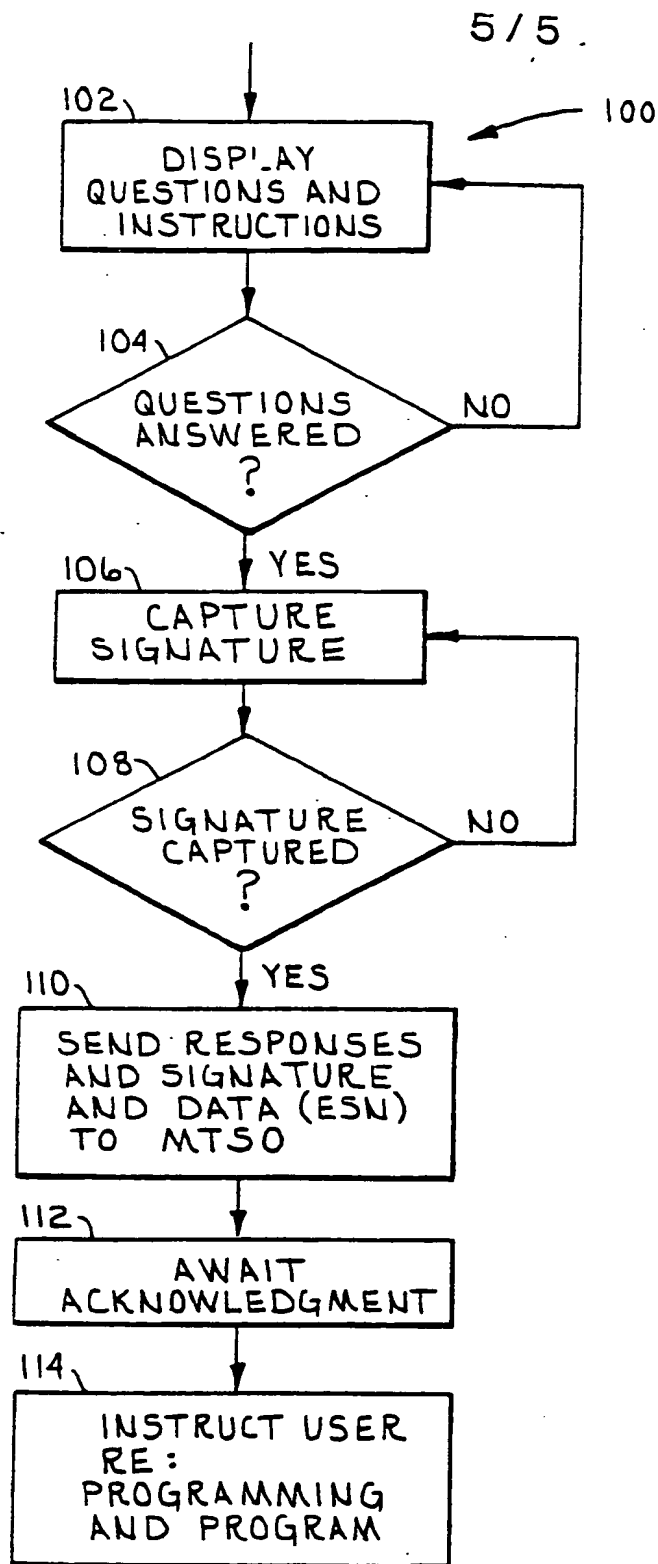 5/5
100
102
DISPLAY
QUESTIONS AND
INSTRUCTIONS
104
QUESTIONS
ANSWERED
?
NO
YES
106
CAPTURE
SIGNATURE
108
SIGNATURE
CAPTURED
?
NO
YES
110
SEND RESPONSES
AND SIGNATURE
AND DATA (ESN)
TO MTSO
112
AWAIT
ACKNOWLEDGMENT
114
INSTRUCT USER
RE:
PROGRAMMING
AND PROGRAM